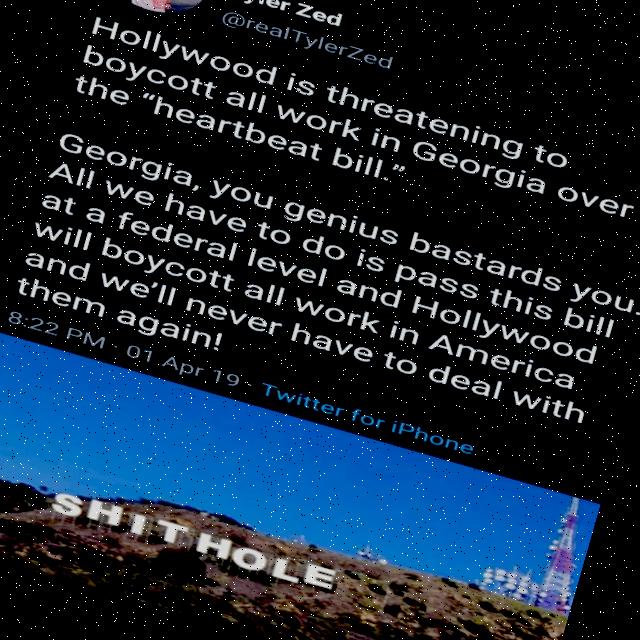 yler Zed
@realTylerZed
Hollywood is threatening to
boycott all work in Georgia over
the "heartbeat bill."
Georgia, you genius bastards, you
All we have to do is pass this bill
at a federal level and Hollywood
will boycott all work in America
and we'll never have to deal with
them again
8:22 PM 01 Apr 19 Twitter for iPhone
SHITHOLE